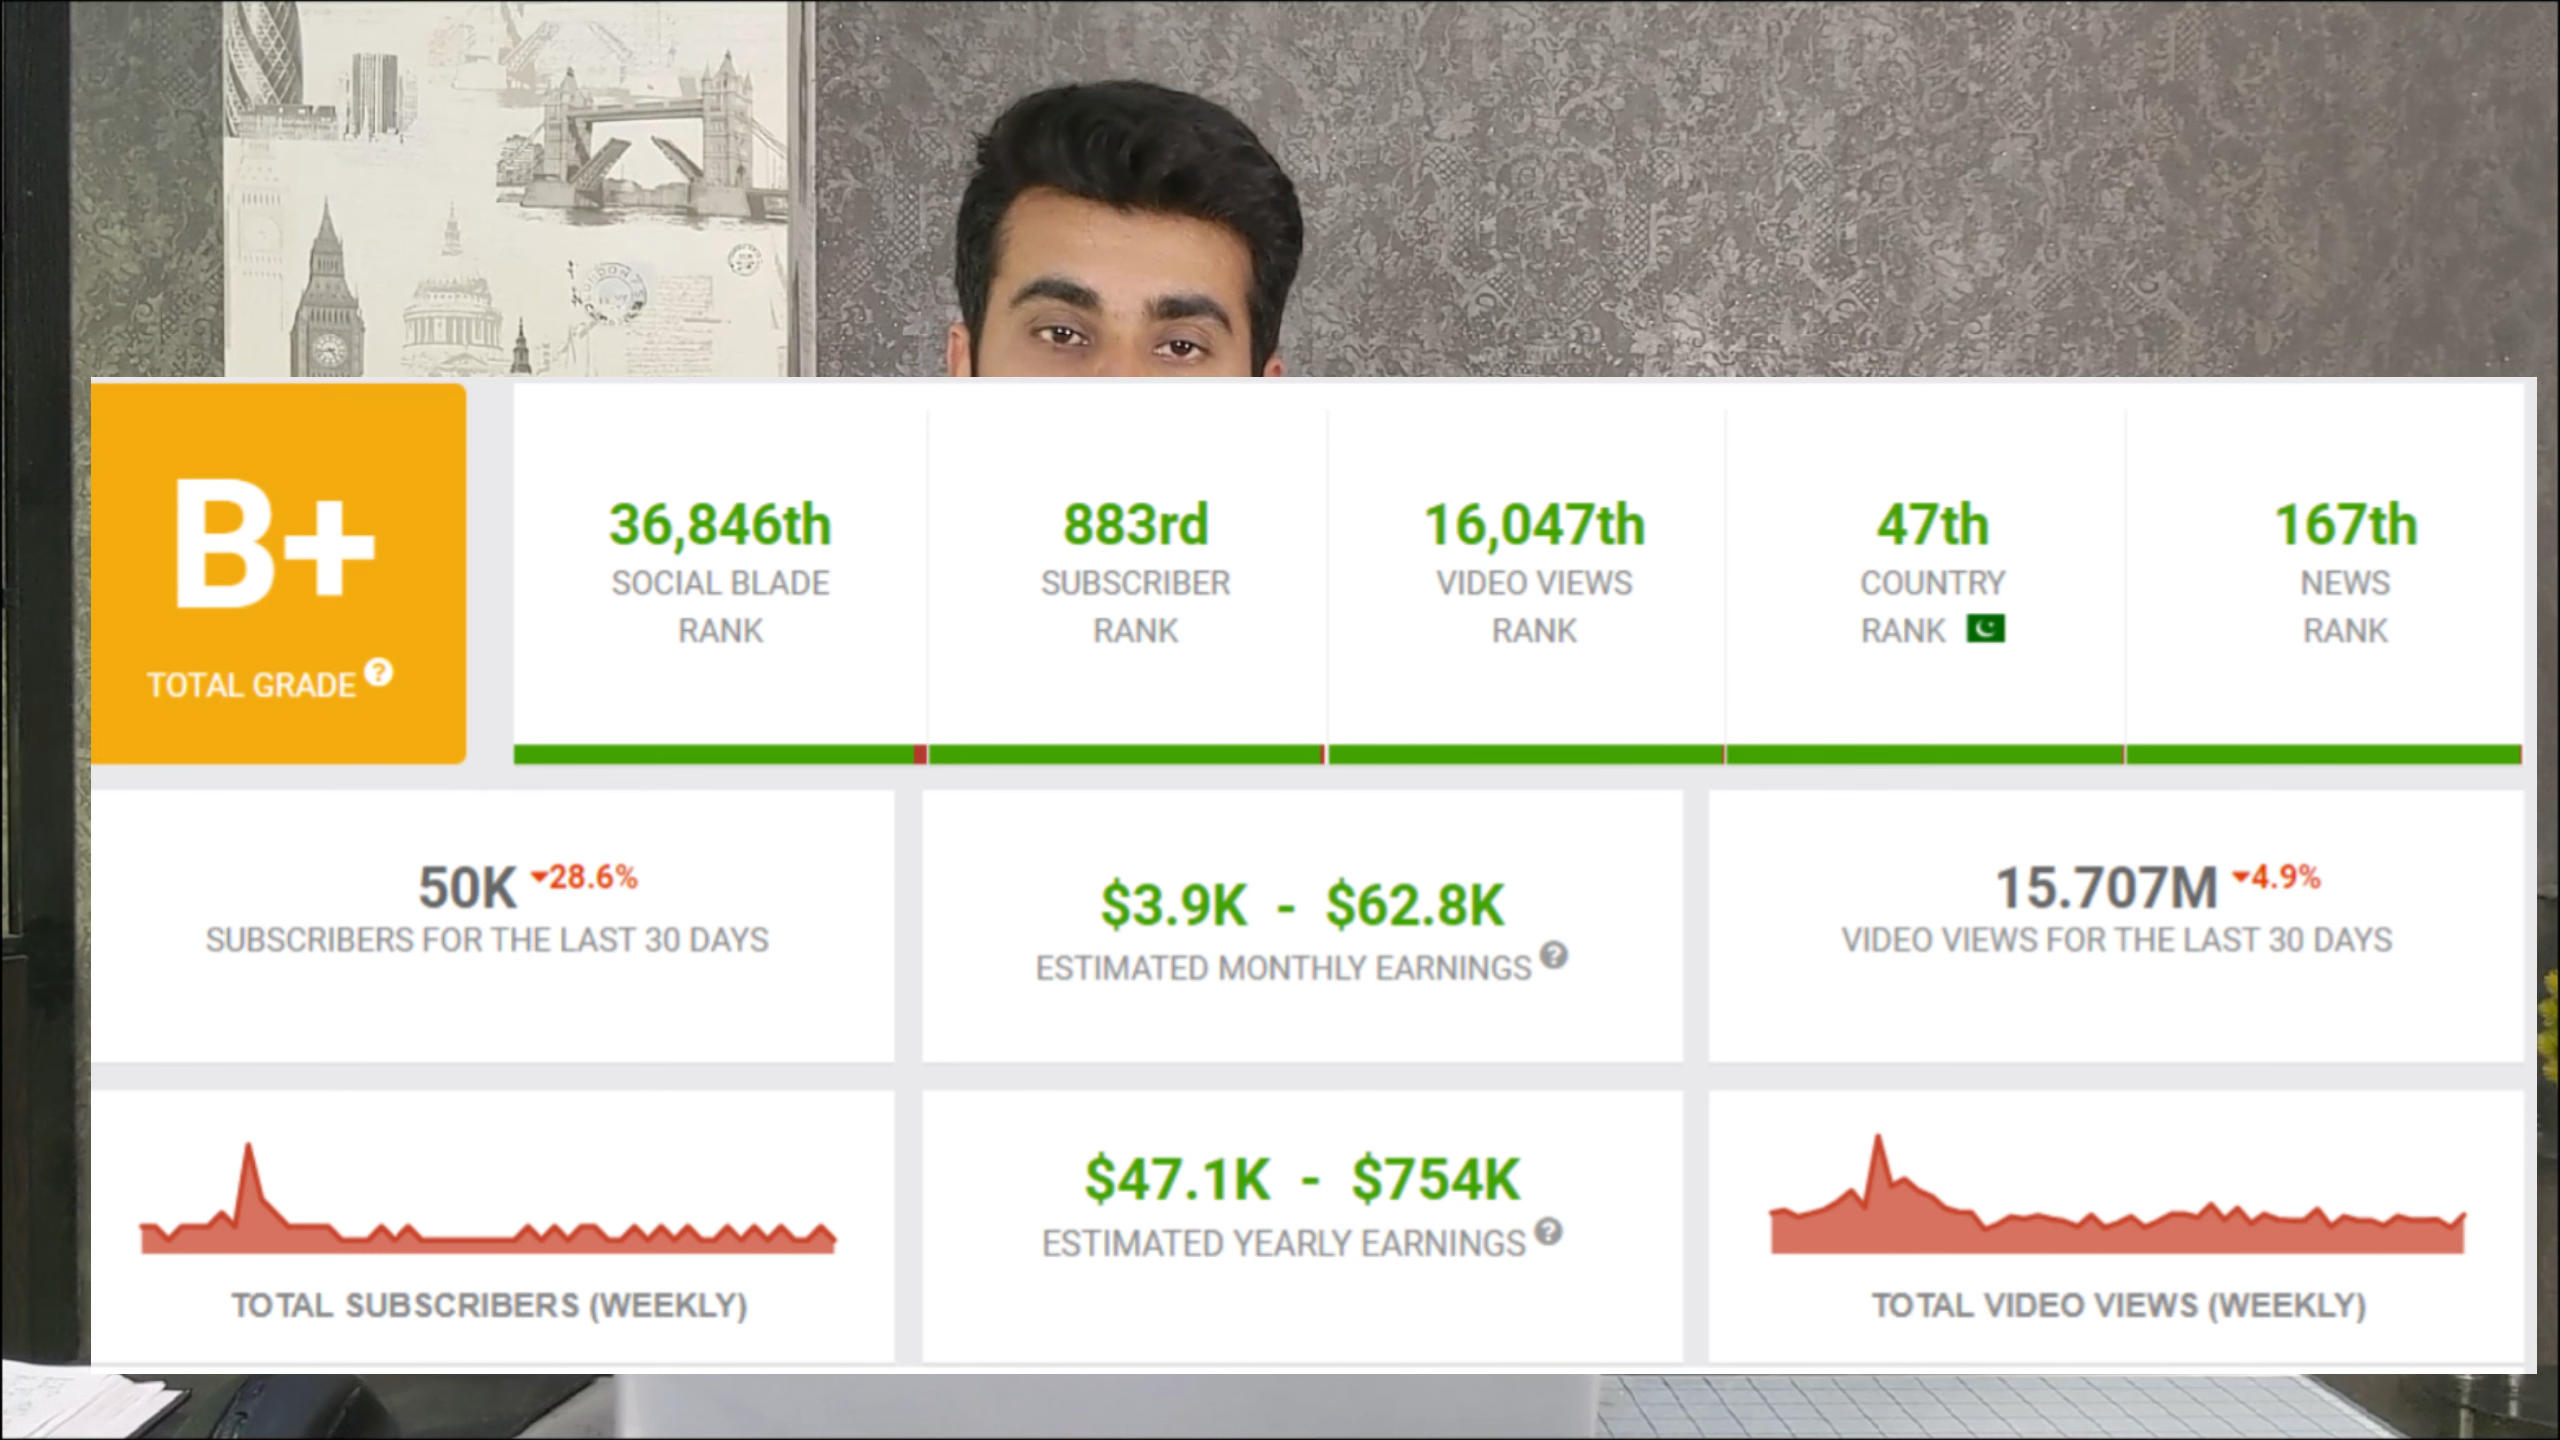 B+
TOTAL GRADE ?
36,846th
SOCIAL BLADE
RANK
883rd
SUBSCRIBER
RANK
16,047th
VIDEO VIEWS
RANK
47th
COUNTRY
RANK
167th
NEWS
RANK
50K 28.6%
SUBSCRIBERS FOR THE LAST 30 DAYS
$3.9K - $62.8K
ESTIMATED MONTHLY EARNINGS ?
15.707M 4.9%
VIDEO VIEWS FOR THE LAST 30 DAYS
TOTAL SUBSCRIBERS (WEEKLY)
$47.1K - $754K
ESTIMATED YEARLY EARNINGS ?
TOTAL VIDEO VIEWS (WEEKLY)